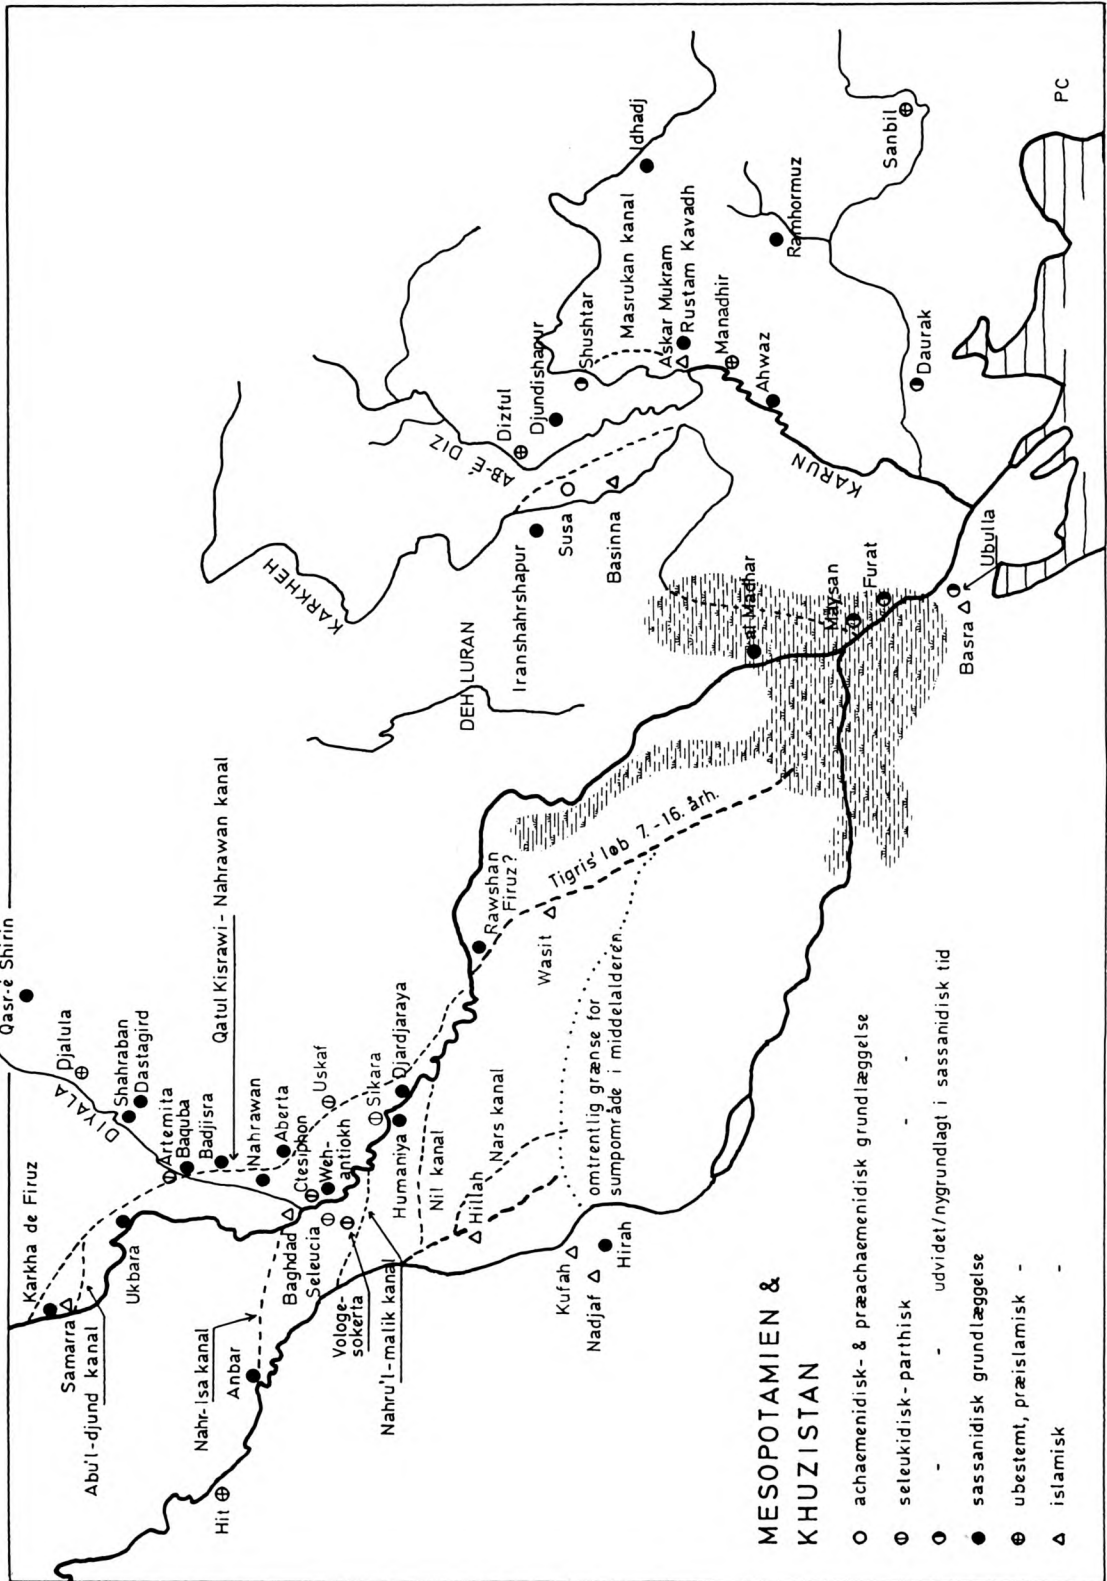 Qasr-é Shirin
Karkha de Firuz
Samarra
Abu'l-djund kanal
Ukbara
DIYALA
Djalula
Shahraban
Dastagird
Artemita
Baquba
Badjisra
Qatul Kisrawi - Nahrawan kanal
Nahrawan
Aberta
Uskaf
Ctesiphon
Weh-
antiokh
Sikara
Djardjaraya
Hit
Anbar
Nahr-Isa kanal
Baghdad
Seleucia
Vologe-
sokerta
Nahru'l-malik kanal
Humaniya
Nil kanal
Nars kanal
Hillah
Kufah
Nadjaf
Hirah
omtrentlig grænse for
sumpområde i middelalderen
Rawshan
Firuz?
Wasit
Tigris' løb 7.-16. årh.
DEH LURAN
KARKHEH
AB-É DIZ
Iranshahrshapur
Susa
Basinna
Dizful
Djundishapur
Shushtar
Masrukan kanal
Idhadj
Askar Mukram
Rustam Kavadh
Manadhir
Ahwaz
KARUN
Ramhormuz
Sanbil
Daurak
al Madhar
Maysan
Furat
Basra
Ubulla
PC
MESOPOTAMIEN &
KHUZISTAN
achaemenidisk- & præachaemenidisk grundlæggelse
seleukidisk-parthisk - -
- - udvidet/nygrundlagt i sassanidisk tid
sassanidisk grundlæggelse
ubestemt, præislamisk -
islamisk -